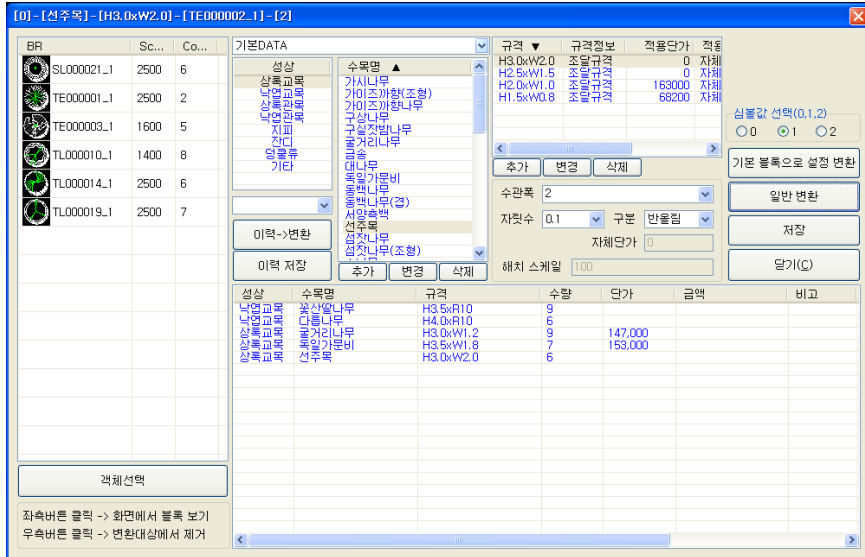 [0]-[선주목]-[H3.0xW2.0]-[TE000002_1]-[2]
BR Sc... Co...
SL000021_1 2500 6
TE000001_1 2500 2
TE000003_1 1600 5
TL000010_1 1400 8
TL000014_1 2500 6
TL000019_1 2500 7
객체선택
좌측버튼 클릭 -> 화면에서 블록 보기
우측버튼 클릭 -> 변환대상에서 제거
기본DATA
성상
상록교목
낙엽교목
상록관목
낙엽관목
지피
잔디
덩쿨류
기타
이력->변환
이력 저장
수목명 ▲
가시나무
가이즈까향(조형)
가이즈까향나무
구상나무
구실잣밤나무
굴거리나무
금송
대나무
독일가문비
동백나무
동백나무(겹)
서양측백
선주목
섬잣나무
섬잣나무(조형)
추가 변경 삭제
규격 ▼ 규격정보 적용단가 적용
H3.0xW2.0 조달규격 0 자체
H2.5xW1.5 조달규격 0 자체
H2.0xW1.0 조달규격 163000 자체
H1.5xW0.8 조달규격 68200 자체
추가 변경 삭제
수관폭 2
자릿수 0.1 구분 반올림
자체단가 0
해치 스케일 100
심볼값 선택(0,1,2)
0 1 2
기본 블록으로 설정 변환
일반 변환
저장
닫기(C)
성상 수목명 규격 수량 단가 금액 비고
낙엽교목 꽃산딸나무 H3.5xR10 9
낙엽교목 다릅나무 H4.0xR10 6
상록교목 굴거리나무 H3.0xW1.2 9 147,000
상록교목 독일가문비 H3.5xW1.8 7 153,000
상록교목 선주목 H3.0xW2.0 6